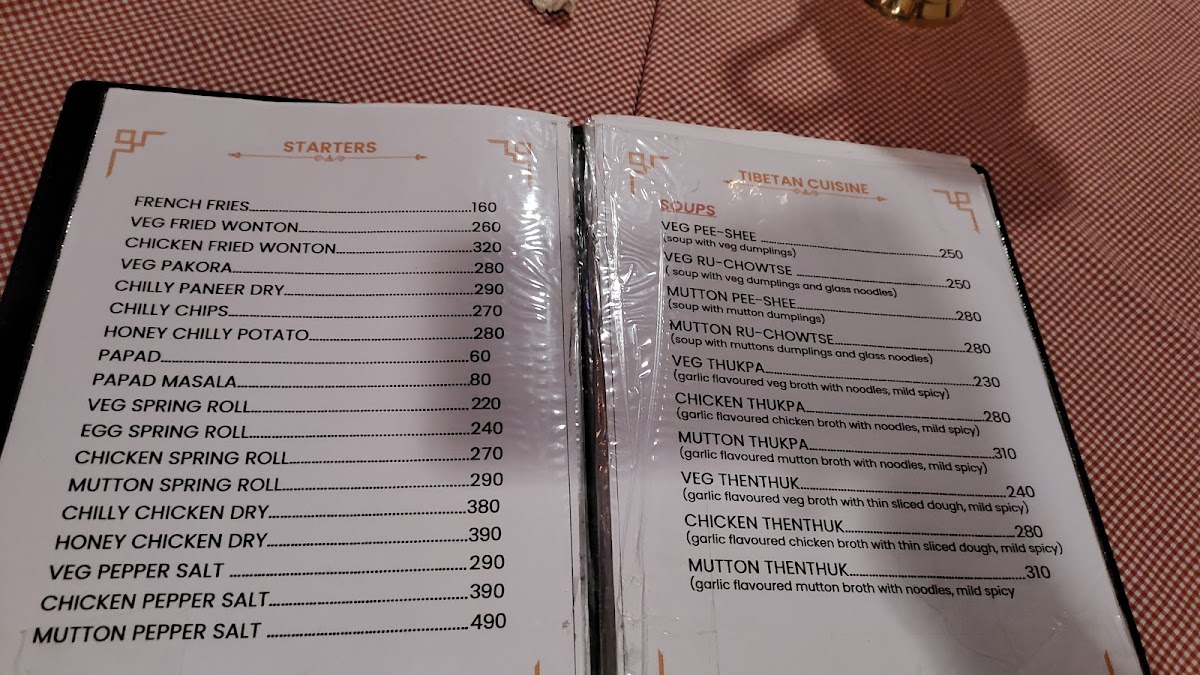 STARTERS
FRENCH FRIES 160
VEG FRIED WONTON 260
CHICKEN FRIED WONTON 320
VEG PAKORA 280
CHILLY PANEER DRY 290
CHILLY CHIPS 270
HONEY CHILLY POTATO 280
PAPAD 60
PAPAD MASALA 80
VEG SPRING ROLL 220
EGG SPRING ROLL 240
CHICKEN SPRING ROLL 270
MUTTON SPRING ROLL 290
CHILLY CHICKEN DRY 380
HONEY CHICKEN DRY 390
VEG PEPPER SALT 290
CHICKEN PEPPER SALT 390
MUTTON PEPPER SALT 490
TIBETAN CUISINE
SOUPS
VEG PEE-SHEE 250
(soup with veg dumplings)
VEG RU-CHOWTSE 250
( soup with veg dumplings and glass noodles)
MUTTON PEE-SHEE 280
(soup with mutton dumplings)
MUTTON RU-CHOWTSE 280
(soup with muttons dumplings and glass noodles)
VEG THUKPA 230
(garlic flavoured veg broth with noodles, mild spicy)
CHICKEN THUKPA 280
(garlic flavoured chicken broth with noodles, mild spicy)
MUTTON THUKPA 310
(garlic flavoured mutton broth with noodles, mild spicy)
VEG THENTHUK 240
(garlic flavoured veg broth with thin sliced dough, mild spicy)
CHICKEN THENTHUK 280
(garlic flavoured chicken broth with thin sliced dough, mild spicy)
MUTTON THENTHUK 310
(garlic flavoured mutton broth with noodles, mild spicy